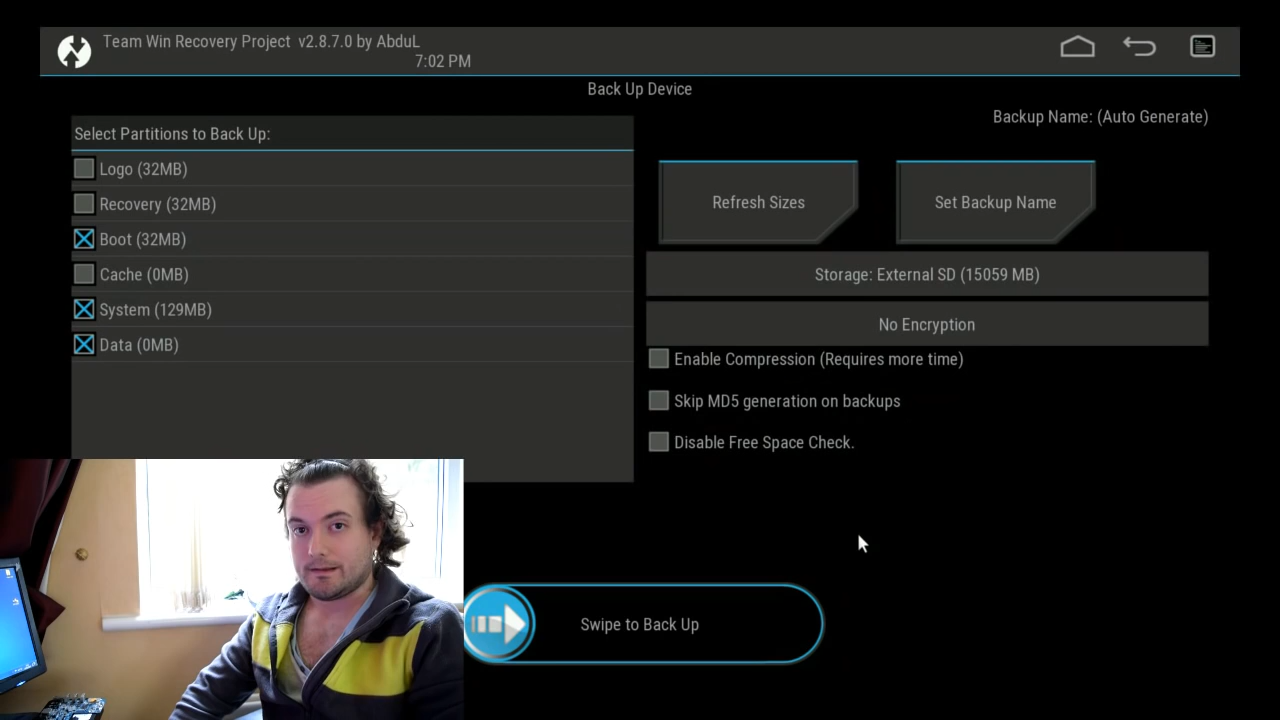 Team Win Recovery Project v2.8.7.0 by AbduL
7:02 PM
Back Up Device
Backup Name: (Auto Generate)
Select Partitions to Back Up:
Logo (32MB)
Recovery (32MB)
Boot (32MB)
Cache (0MB)
System (129MB)
Data (0MB)
Refresh Sizes
Set Backup Name
Storage: External SD (15059 MB)
No Encryption
Enable Compression (Requires more time)
Skip MD5 generation on backups
Disable Free Space Check.
Swipe to Back Up